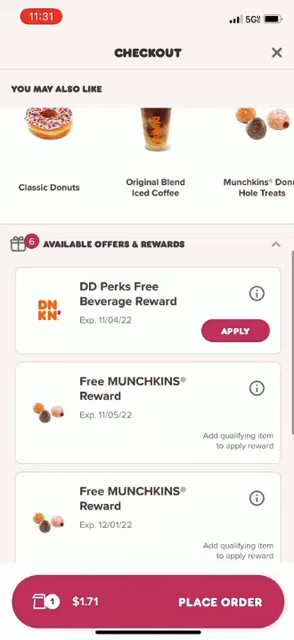 11:31
5G
CHECKOUT
YOU MAY ALSO LIKE
Classic Donuts
Original Blend
Iced Coffee
Munchkins® Don
Hole Treats
6
AVAILABLE OFFERS & REWARDS
DN
KN'
DD Perks Free
Beverage Reward
Exp. 11/04/22
APPLY
Free MUNCHKINS®
Reward
Exp. 11/05/22
Add qualifying item
to apply reward
Free MUNCHKINS®
Reward
Exp. 12/01/22
Add qualifying item
to apply reward
1
$1.71
PLACE ORDER